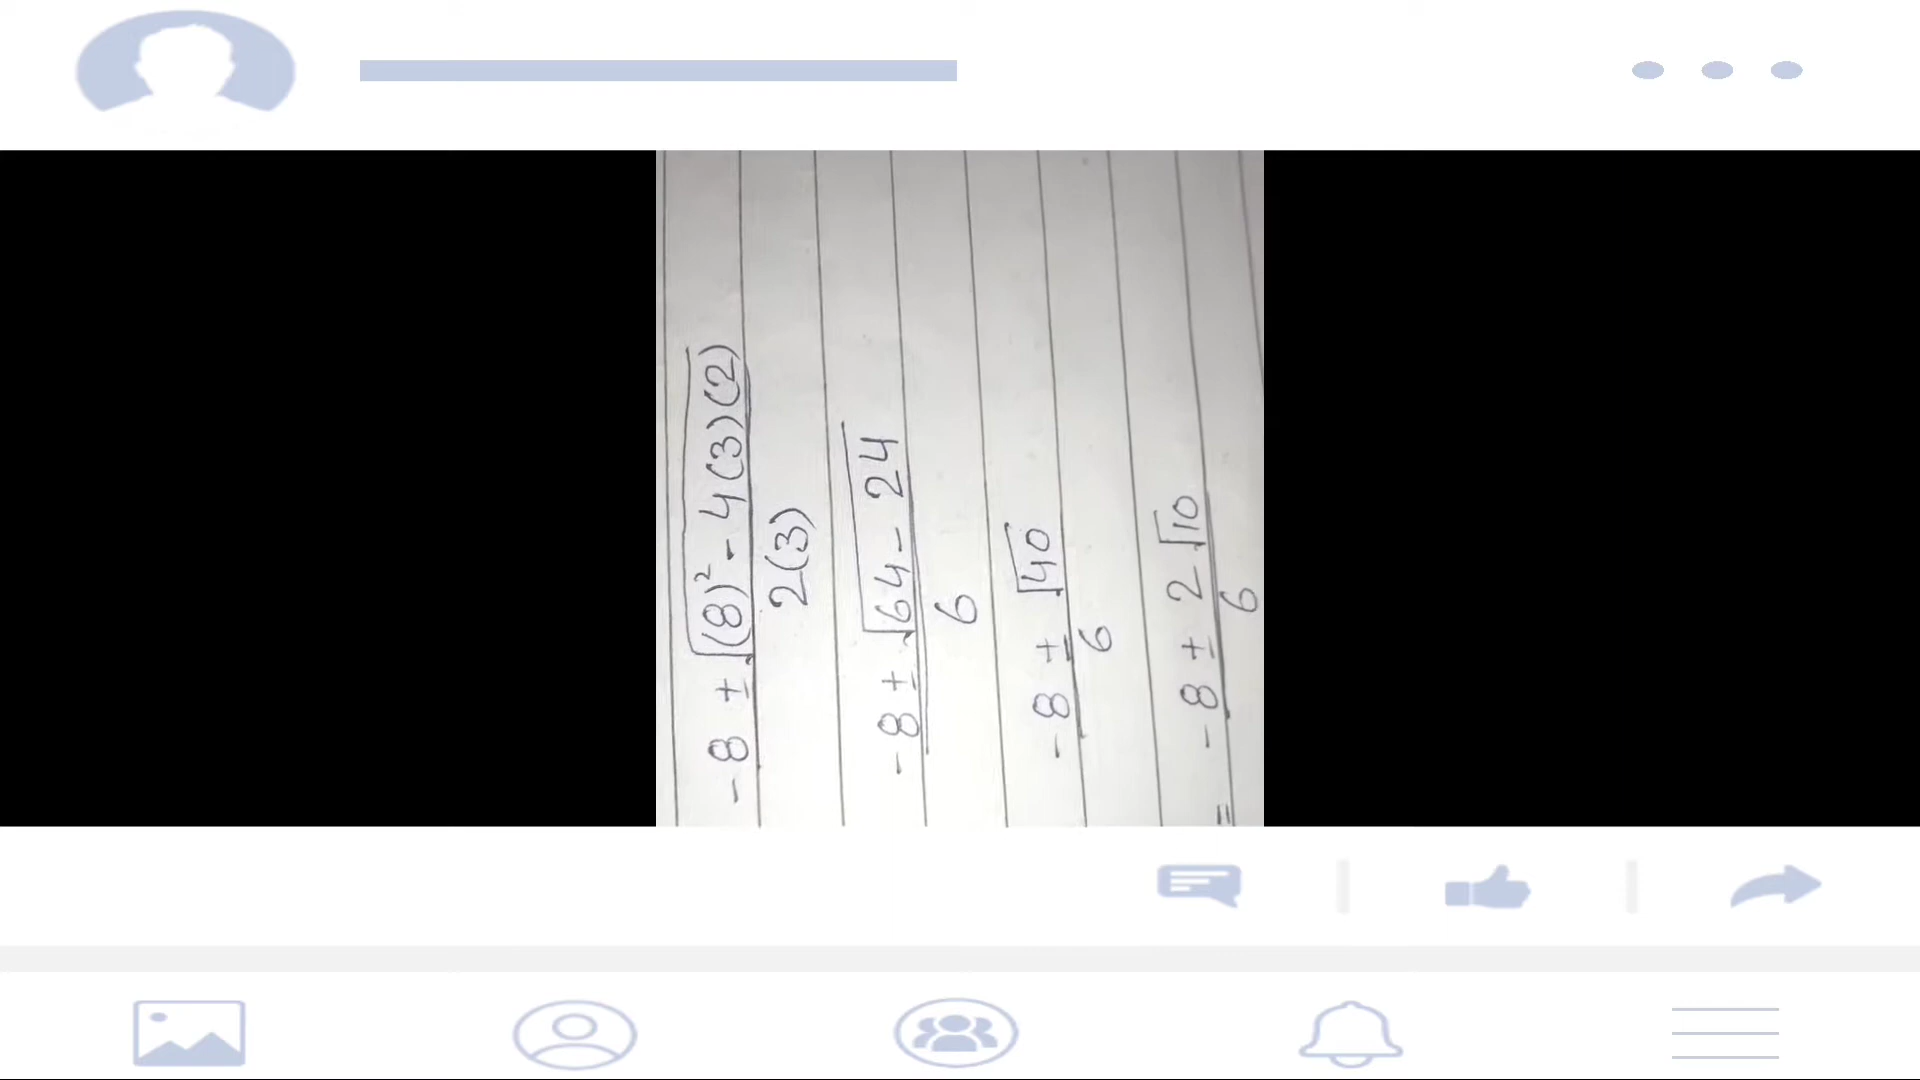 -8 ± √(8)² - 4(3)(2)
2(3)
-8 ± √64 - 24
6
-8 ± √40
6
= -8 ± 2√10
6